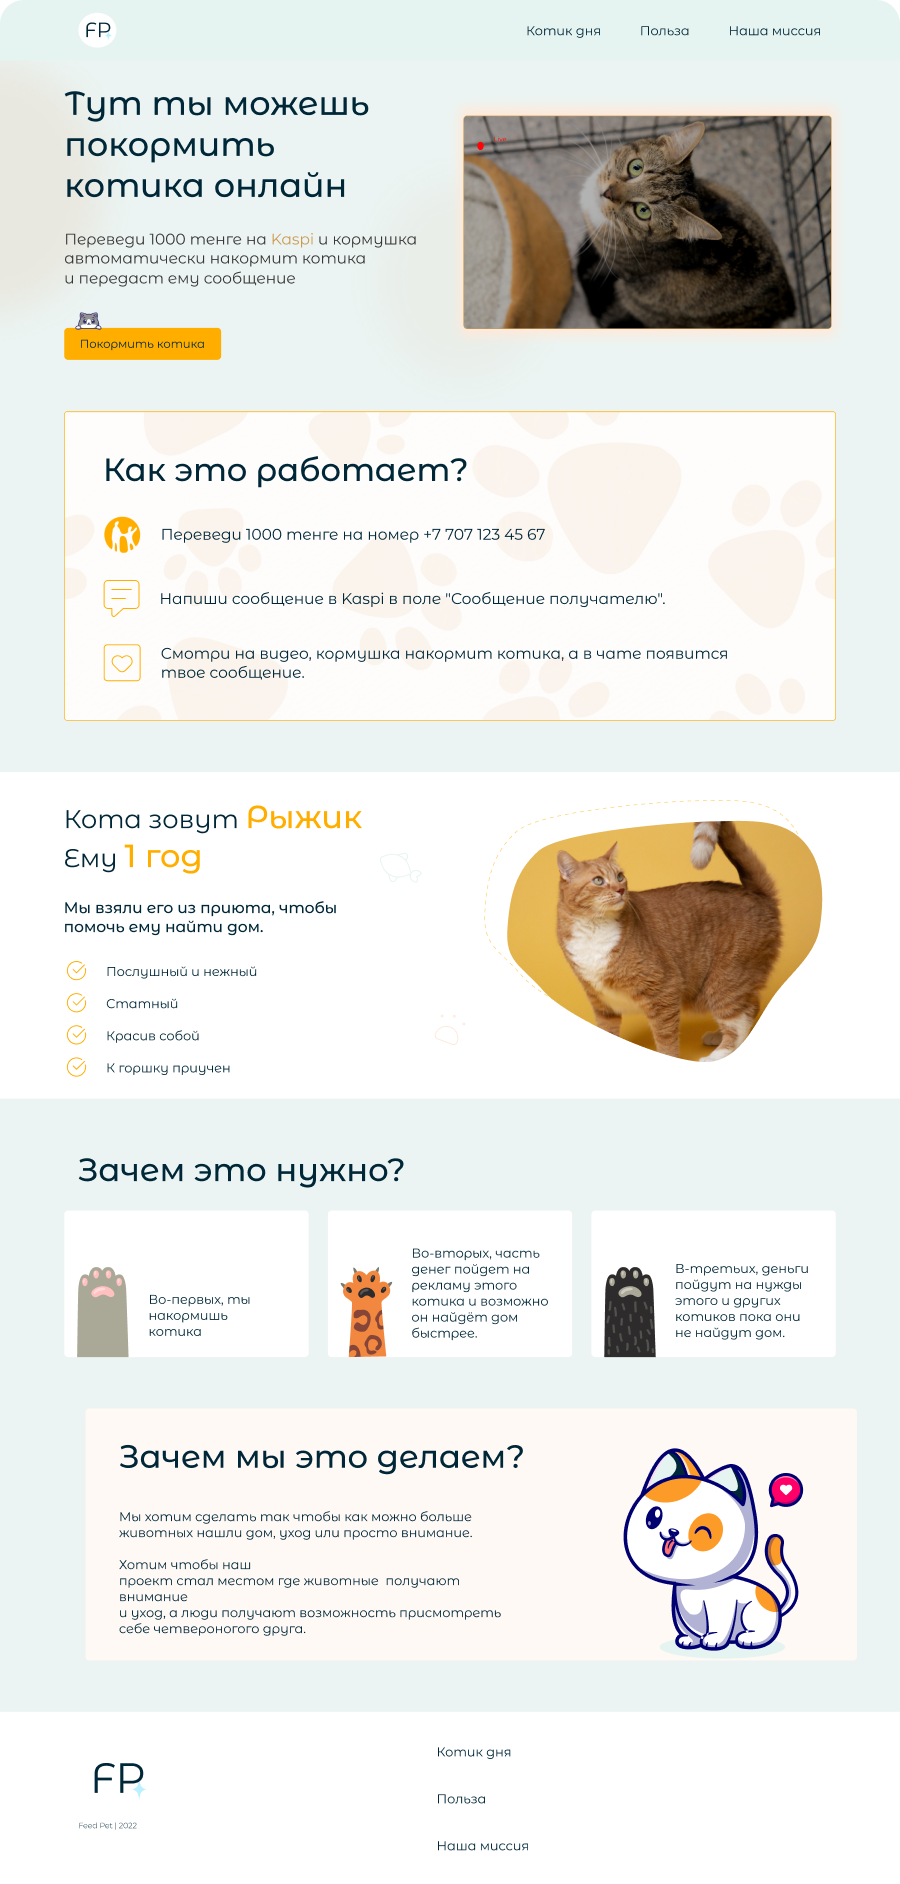 FP
Котик дня
Польза
Наша миссия
Тут ты можешь
покормить
котика онлайн
Переведи 1000 тенге на Kaspi и кормушка
автоматически накормит котика
и передаст ему сообщение
Покормить котика
Как это работает?
Переведи 1000 тенге на номер +7 707 123 45 67
Напиши сообщение в Kaspi в поле "Сообщение получателю".
Смотри на видео, кормушка накормит котика, а в чате появится
твое сообщение.
Кота зовут Рыжик
Ему 1 год
Мы взяли его из приюта, чтобы
помочь ему найти дом.
Послушный и нежный
Статный
Красив собой
К горшку приучен
Зачем это нужно?
Во-первых, ты
накормишь
котика
Во-вторых, часть
денег пойдет на
рекламу этого
котика и возможно
он найдёт дом
быстрее.
В-третьих, деньги
пойдут на нужды
этого и других
котиков пока они
не найдут дом.
Зачем мы это делаем?
Мы хотим сделать так чтобы как можно больше
животных нашли дом, уход или просто внимание.
Хотим чтобы наш
проект стал местом где животные  получают
внимание
и уход, а люди получают возможность присмотреть
себе четвероногого друга.
FP
Feed Pet | 2022
Котик дня
Польза
Наша миссия